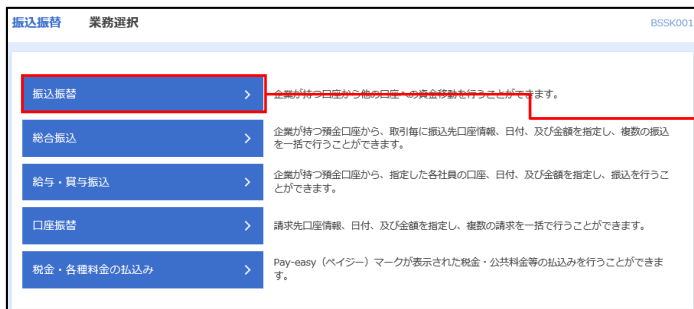 振込振替　業務選択 BSSK001
振込振替
企業が持つ口座から他の口座への資金移動を行うことができます。
総合振込
企業が持つ預金口座から、取引毎に振込先口座情報、日付、及び金額を指定し、複数の振込
を一括で行うことができます。
給与・賞与振込
企業が持つ預金口座から、指定した各社員の口座、日付、及び金額を指定し、振込を行うこ
とができます。
口座振替
請求先口座情報、日付、及び金額を指定し、複数の請求を一括で行うことができます。
税金・各種料金の払込み
Pay-easy（ペイジー）マークが表示された税金・公共料金等の払込みを行うことができま
す。